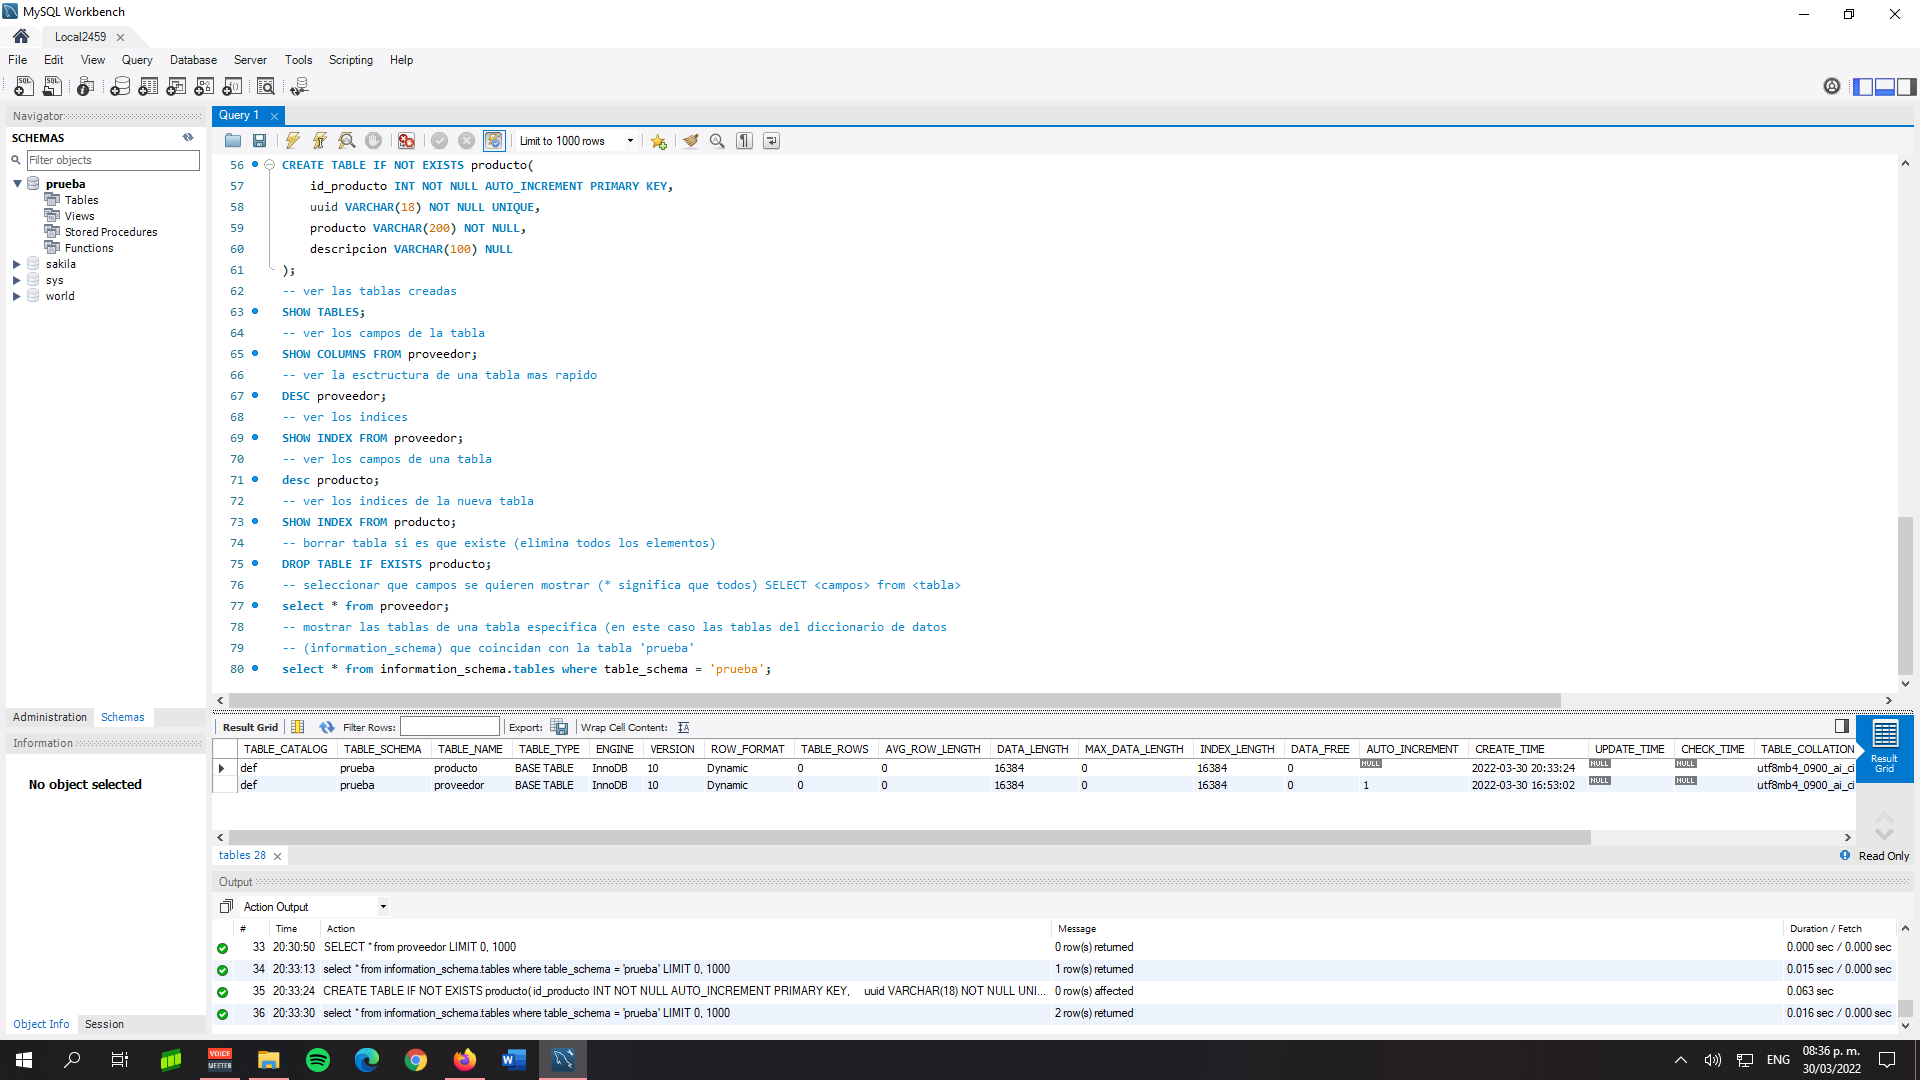 MySQL Workbench
Local2459
File Edit View Query Database Server Tools Scripting Help
Navigator
SCHEMAS
Filter objects
prueba
Tables
Views
Stored Procedures
Functions
sakila
sys
world
Administration Schemas
Information
No object selected
Object Info Session
Query 1
Limit to 1000 rows
56 CREATE TABLE IF NOT EXISTS producto(
57 id_producto INT NOT NULL AUTO_INCREMENT PRIMARY KEY,
58 uuid VARCHAR(18) NOT NULL UNIQUE,
59 producto VARCHAR(200) NOT NULL,
60 descripcion VARCHAR(100) NULL
61 );
62 -- ver las tablas creadas
63 SHOW TABLES;
64 -- ver los campos de la tabla
65 SHOW COLUMNS FROM proveedor;
66 -- ver la esctructura de una tabla mas rapido
67 DESC proveedor;
68 -- ver los indices
69 SHOW INDEX FROM proveedor;
70 -- ver los campos de una tabla
71 desc producto;
72 -- ver los indices de la nueva tabla
73 SHOW INDEX FROM producto;
74 -- borrar tabla si es que existe (elimina todos los elementos)
75 DROP TABLE IF EXISTS producto;
76 -- seleccionar que campos se quieren mostrar (* significa que todos) SELECT <campos> from <tabla>
77 select * from proveedor;
78 -- mostrar las tablas de una tabla especifica (en este caso las tablas del diccionario de datos
79 -- (information_schema) que coincidan con la tabla 'prueba'
80 select * from information_schema.tables where table_schema = 'prueba';
Result Grid Filter Rows: Export: Wrap Cell Content:
TABLE_CATALOG TABLE_SCHEMA TABLE_NAME TABLE_TYPE ENGINE VERSION ROW_FORMAT TABLE_ROWS AVG_ROW_LENGTH DATA_LENGTH MAX_DATA_LENGTH INDEX_LENGTH DATA_FREE AUTO_INCREMENT CREATE_TIME UPDATE_TIME CHECK_TIME TABLE_COLLATION
def prueba producto BASE TABLE InnoDB 10 Dynamic 0 0 16384 0 16384 0 NULL 2022-03-30 20:33:24 NULL NULL utf8mb4_0900_ai_ci
def prueba proveedor BASE TABLE InnoDB 10 Dynamic 0 0 16384 0 16384 0 1 2022-03-30 16:53:02 NULL NULL utf8mb4_0900_ai_ci
Result Grid
tables 28
Read Only
Output
Action Output
# Time Action Message Duration / Fetch
33 20:30:50 SELECT * from proveedor LIMIT 0, 1000 0 row(s) returned 0.000 sec / 0.000 sec
34 20:33:13 select * from information_schema.tables where table_schema = 'prueba' LIMIT 0, 1000 1 row(s) returned 0.015 sec / 0.000 sec
35 20:33:24 CREATE TABLE IF NOT EXISTS producto( id_producto INT NOT NULL AUTO_INCREMENT PRIMARY KEY, uuid VARCHAR(18) NOT NULL UNI... 0 row(s) affected 0.063 sec
36 20:33:30 select * from information_schema.tables where table_schema = 'prueba' LIMIT 0, 1000 2 row(s) returned 0.016 sec / 0.000 sec
VOICE MEETER
ENG
08:36 p. m.
30/03/2022